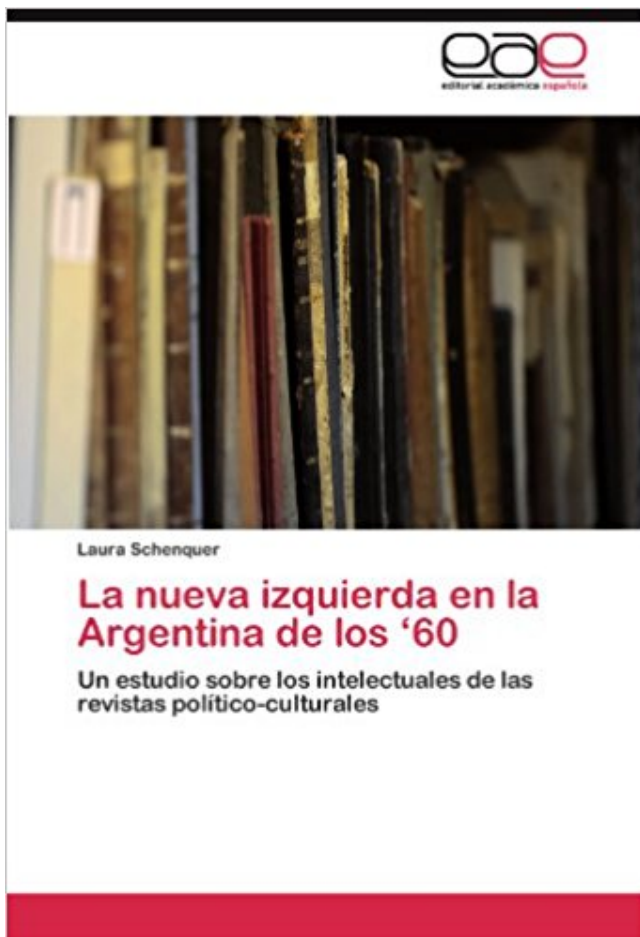 eae
editorial académica española
Laura Schenquer
La nueva izquierda en la
Argentina de los ‘60
Un estudio sobre los intelectuales de las
revistas político-culturales